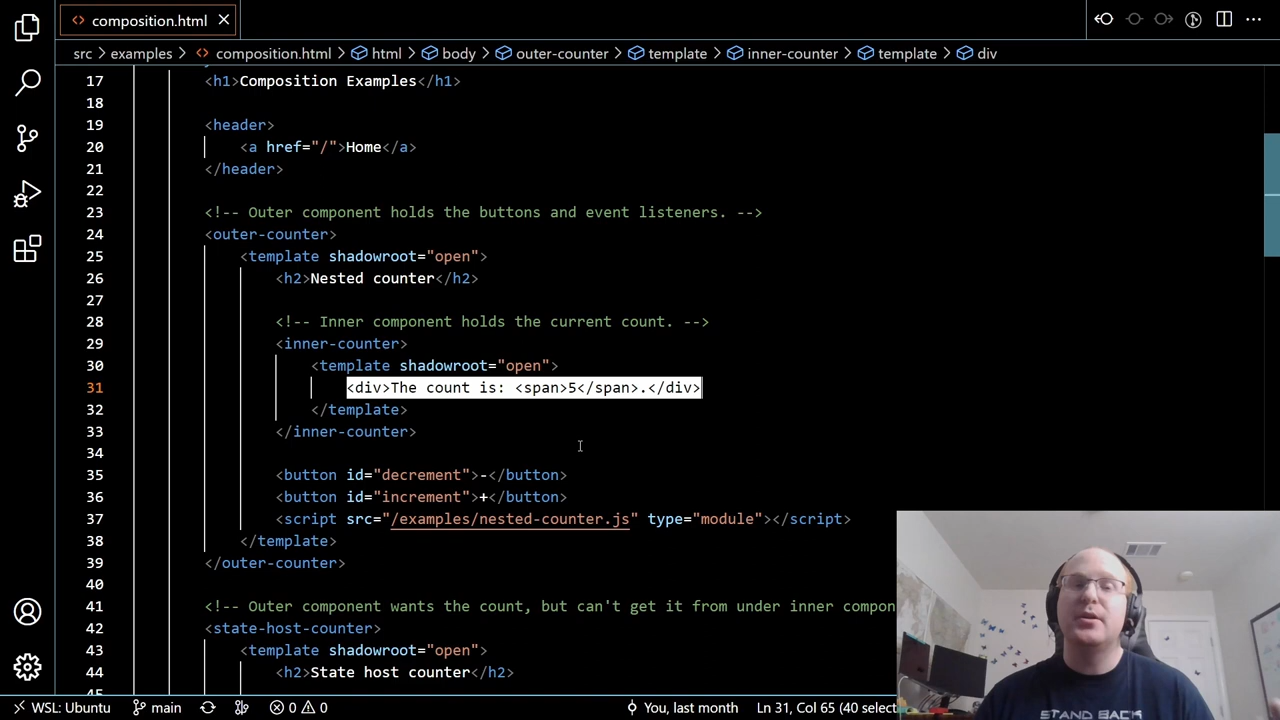 composition.html
src > examples > composition.html > html > body > outer-counter > template > inner-counter > template > div
17 <h1>Composition Examples</h1>
18
19 <header>
20 <a href="/">Home</a>
21 </header>
22
23 <!-- Outer component holds the buttons and event listeners. -->
24 <outer-counter>
25 <template shadowroot="open">
26 <h2>Nested counter</h2>
27
28 <!-- Inner component holds the current count. -->
29 <inner-counter>
30 <template shadowroot="open">
31 <div>The count is: <span>5</span>.</div>
32 </template>
33 </inner-counter>
34
35 <button id="decrement">-</button>
36 <button id="increment">+</button>
37 <script src="/examples/nested-counter.js" type="module"></script>
38 </template>
39 </outer-counter>
40
41 <!-- Outer component wants the count, but can't get it from under inner compon
42 <state-host-counter>
43 <template shadowroot="open">
44 <h2>State host counter</h2>
WSL: Ubuntu main 0 0 You, last month Ln 31, Col 65 (40 select
STAND BACK